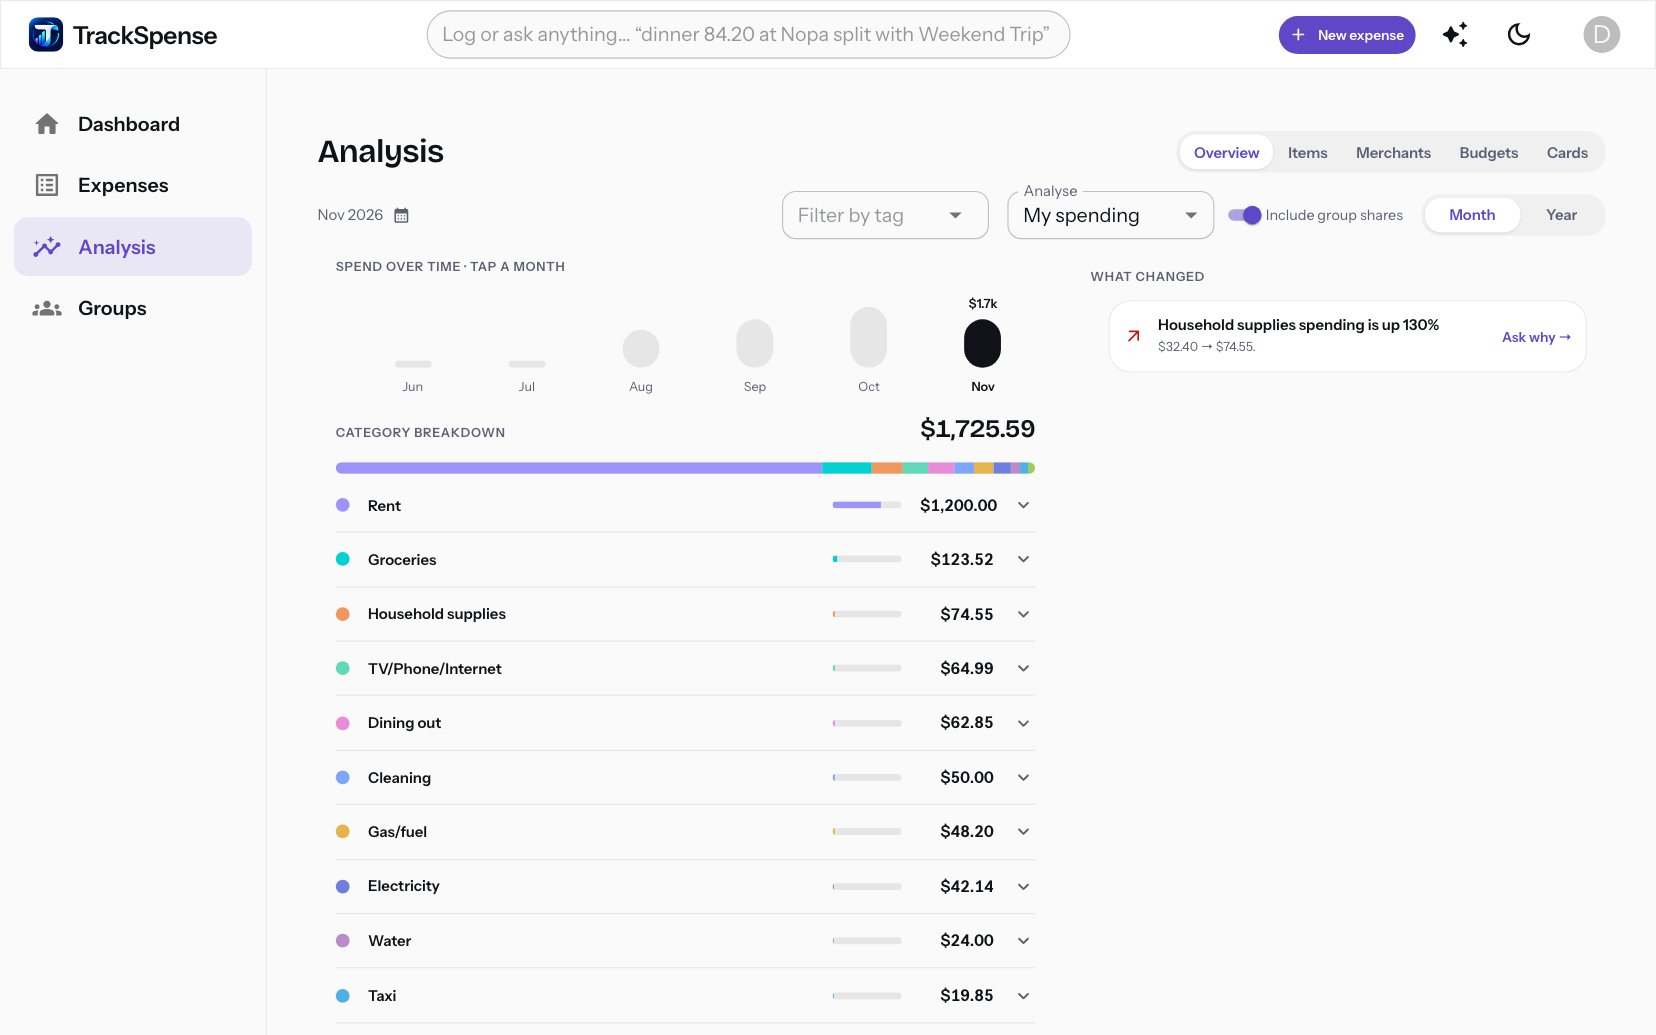 TrackSpense
Log or ask anything... “dinner 84.20 at Nopa split with Weekend Trip”
+ New expense
D
Dashboard
Expenses
Analysis
Groups
Analysis
Overview Items Merchants Budgets Cards
Nov 2026
Filter by tag
Analyse
My spending
Include group shares
Month Year
SPEND OVER TIME · TAP A MONTH
$1.7k
Jun Jul Aug Sep Oct Nov
WHAT CHANGED
Household supplies spending is up 130%
$32.40 → $74.55.
Ask why →
CATEGORY BREAKDOWN $1,725.59
Rent $1,200.00
Groceries $123.52
Household supplies $74.55
TV/Phone/Internet $64.99
Dining out $62.85
Cleaning $50.00
Gas/fuel $48.20
Electricity $42.14
Water $24.00
Taxi $19.85